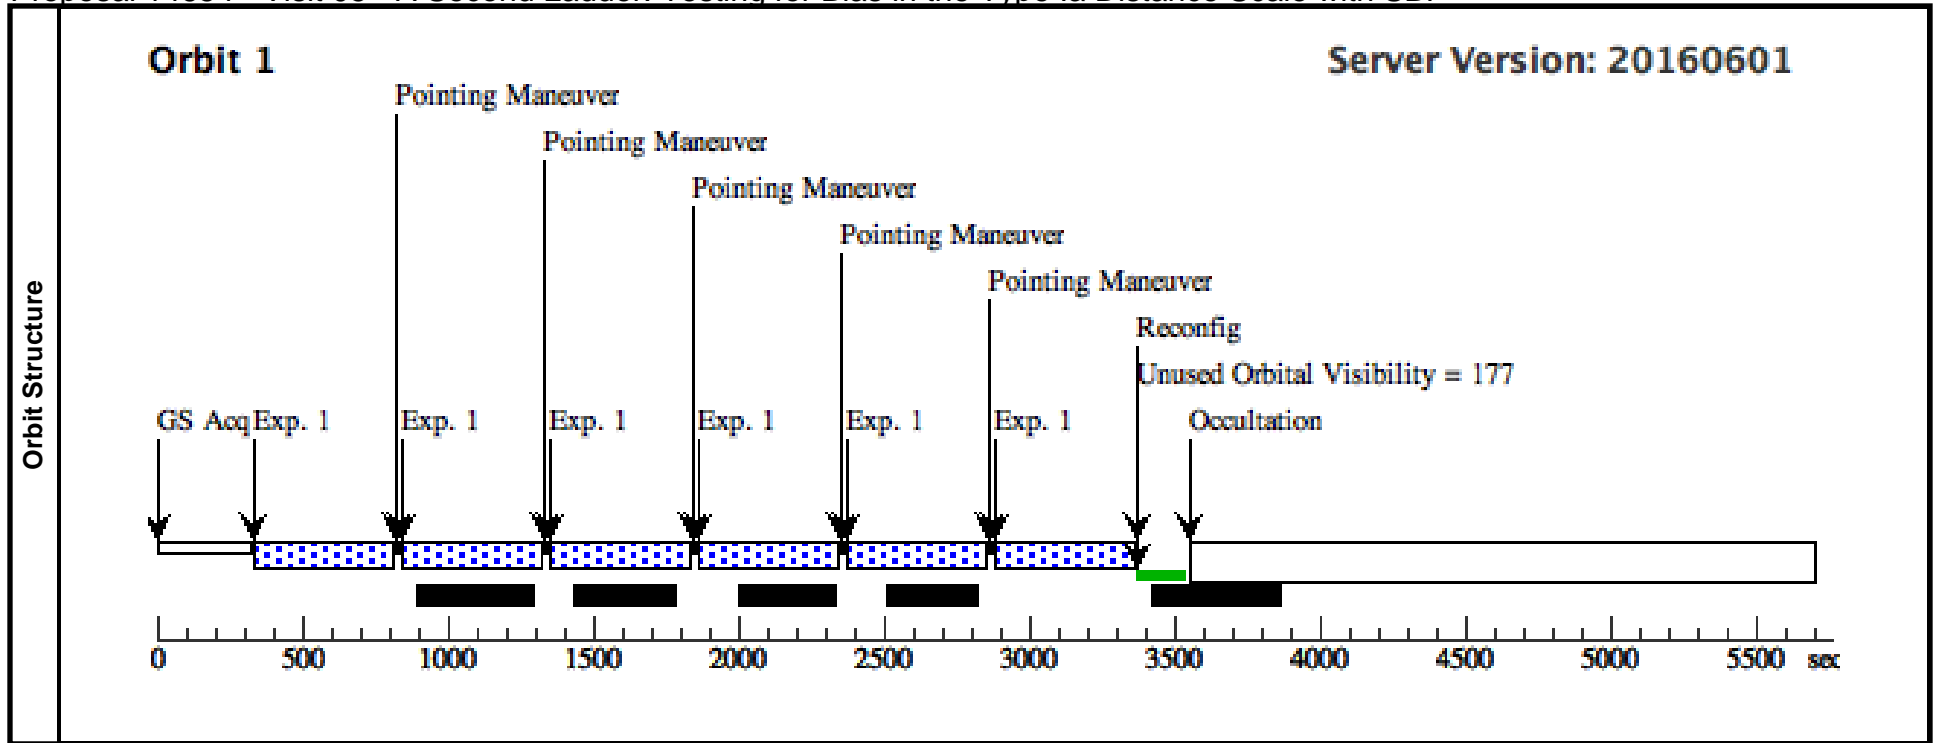 Orbit 1
Server Version: 20160601
Pointing Maneuver
Pointing Maneuver
Pointing Maneuver
Pointing Maneuver
Pointing Maneuver
Reconfig
Unused Orbital Visibility = 177
GS Acq Exp. 1 Exp. 1 Exp. 1 Exp. 1 Exp. 1 Exp. 1 Occultation
Orbit Structure
0 500 1000 1500 2000 2500 3000 3500 4000 4500 5000 5500 sec